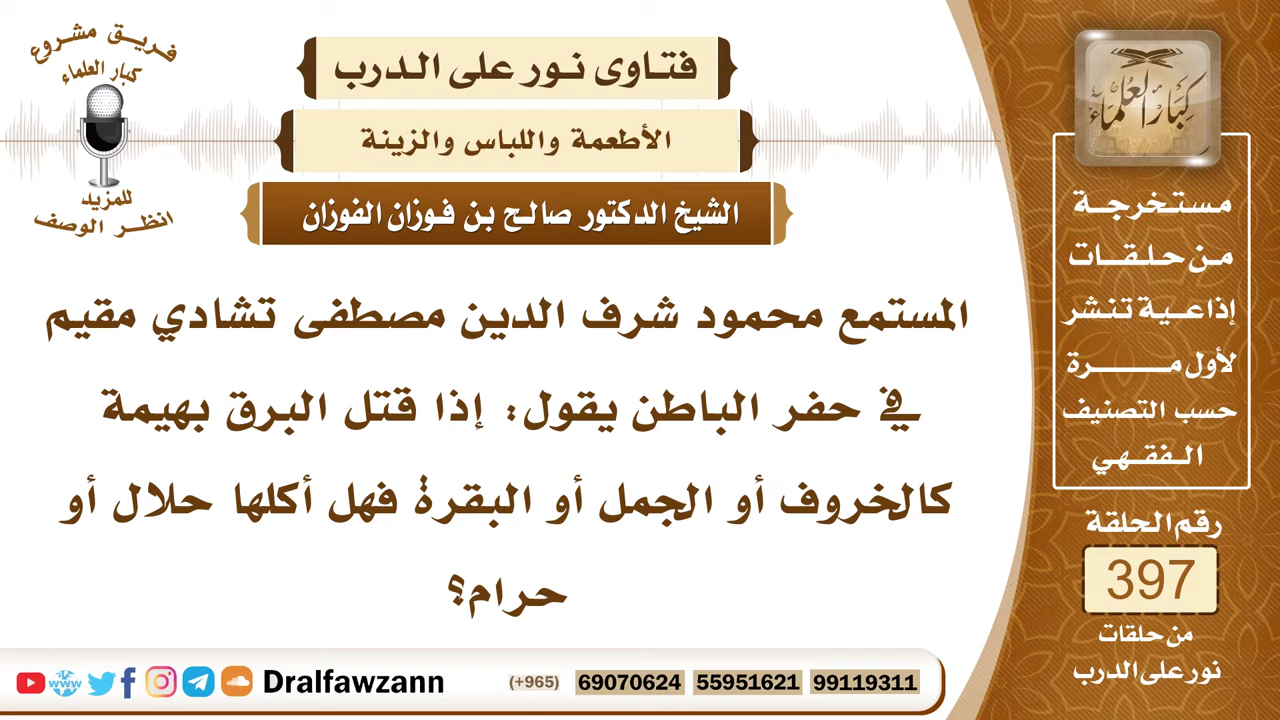 فريق مشروع
كبار العلماء
للمزيد
انظر الوصف
فتاوى نور على الدرب
الأطعمة واللباس والزينة
الشيخ الدكتور صالح بن فوزان الفوزان
المستمع محمود شرف الدين مصطفى تشادي مقيم
في حفر الباطن يقول: إذا قتل البرق بهيمة
كالخروف أو الجمل أو البقرة فهل أكلها حلال أو
حرام؟
كبار العلماء
مستخرجة
من حلقات
إذاعية تنشر
لأول مرة
حسب التصنيف
الفقهي
رقم الحلقة
397
من حلقات
نور على الدرب
www
Dralfawzann
(+965) 69070624 55951621 99119311